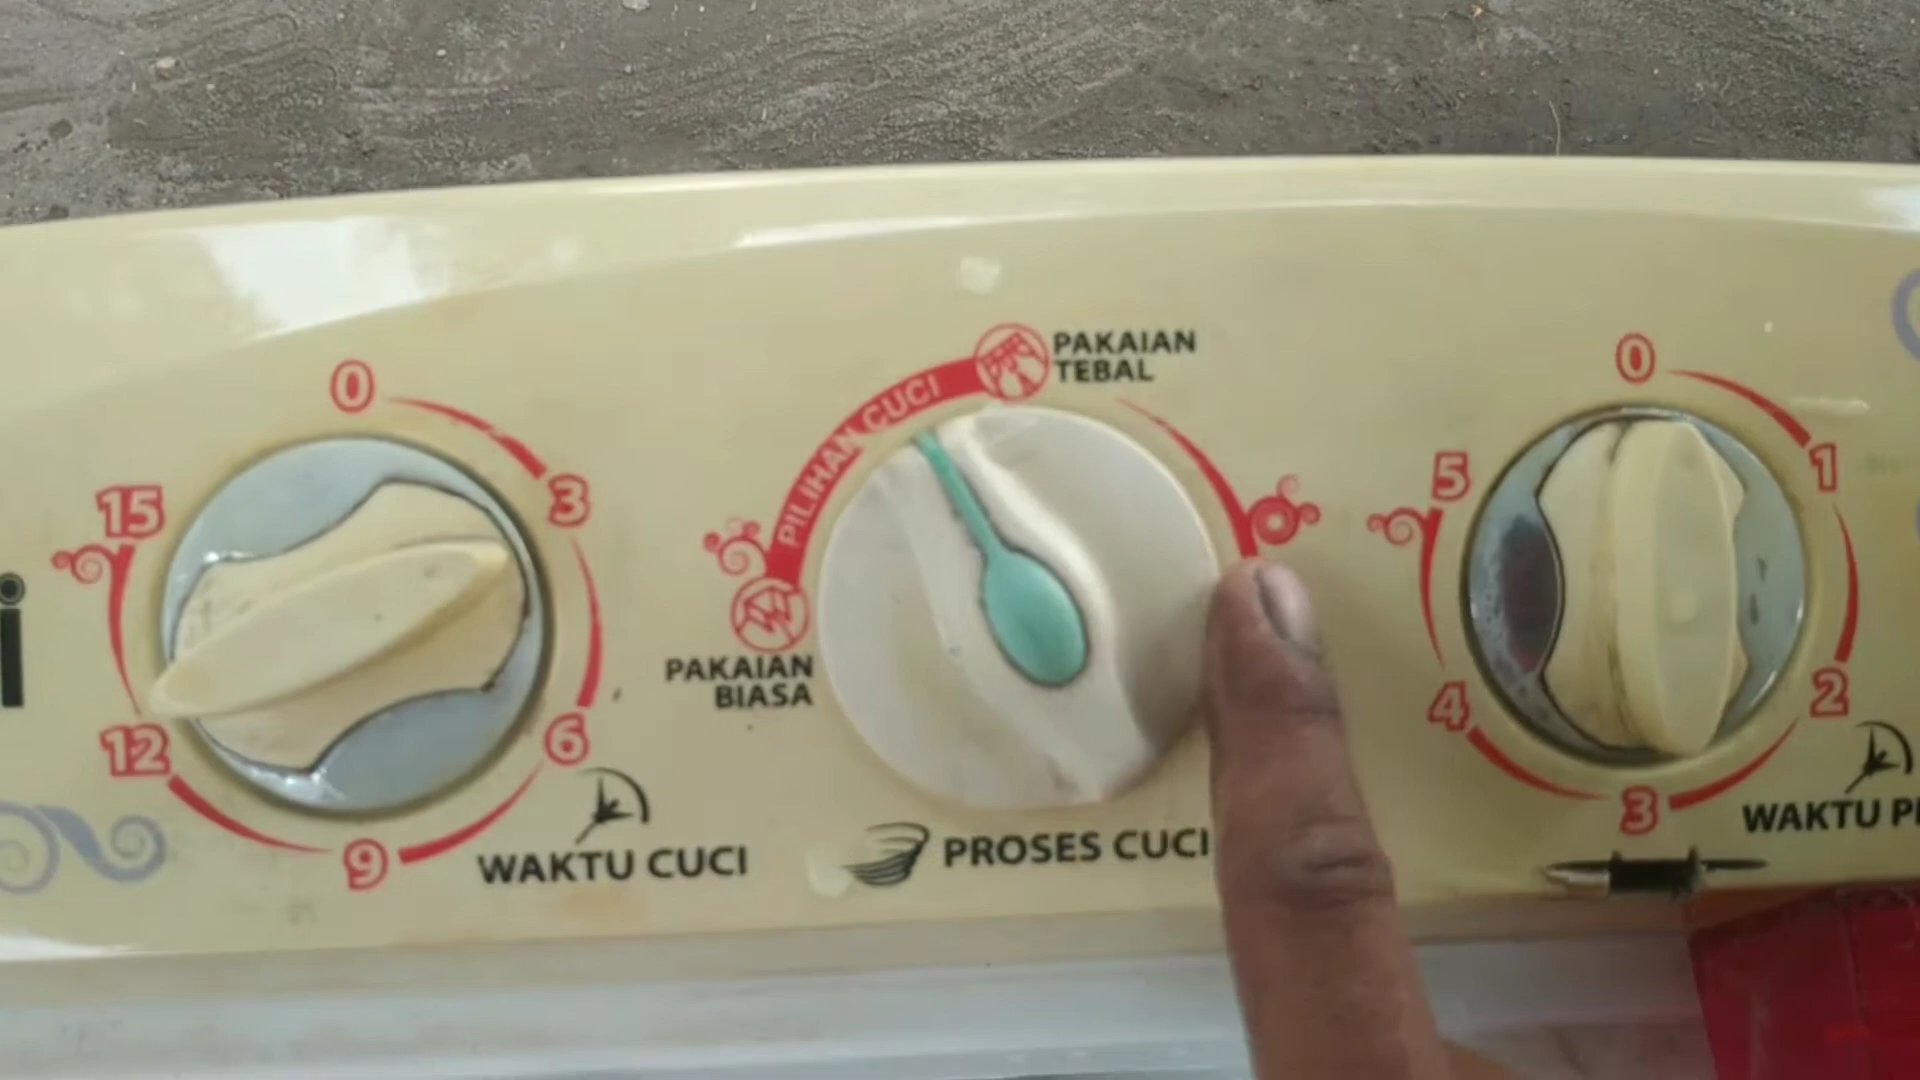 0
3
6
9
12
15
WAKTU CUCI
PILIHAN CUCI
PAKAIAN
TEBAL
PAKAIAN
BIASA
PROSES CUCI
0
1
2
3
4
5
WAKTU